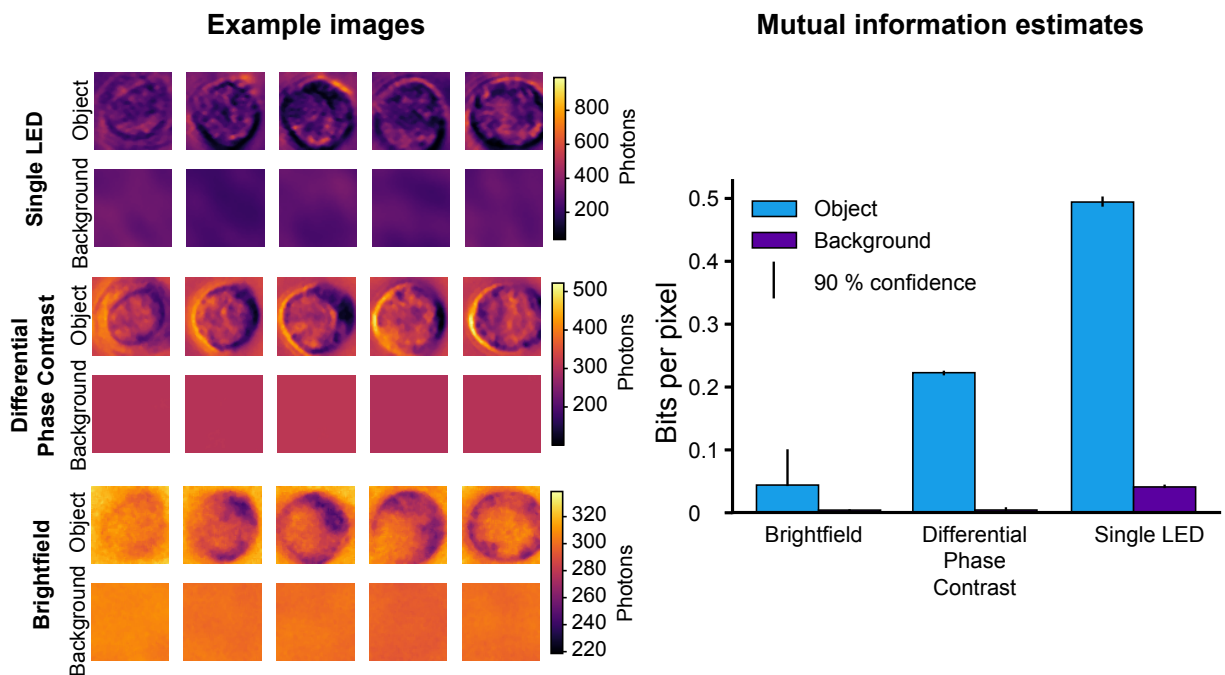 Example images
Mutual information estimates
Single LED
Object
Background
800
600
400
200
Photons
Differential
Phase Contrast
Object
Background
500
400
300
200
Photons
Brightfield
Object
Background
320
300
280
260
240
220
Photons
Bits per pixel
0.5
0.4
0.3
0.2
0.1
0
Object
Background
90 % confidence
Brightfield
Differential
Phase
Contrast
Single LED